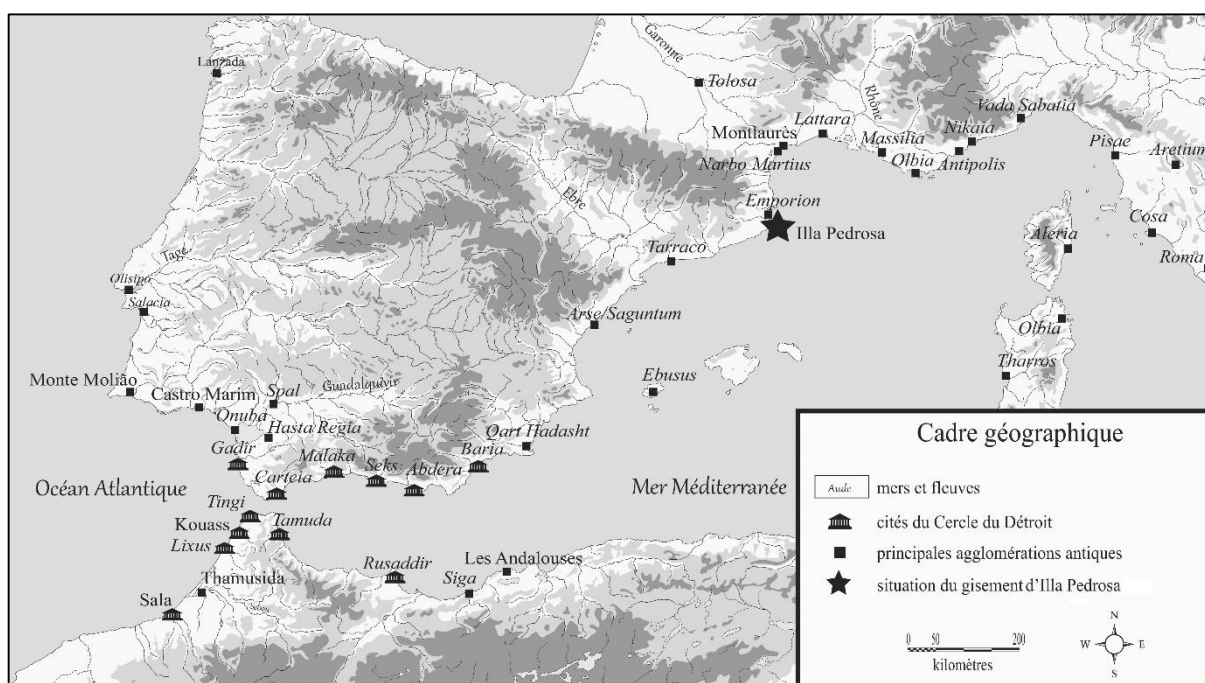 Lanzada
Garonne
Tolosa
Rhône
Lattara
Montlaurès
Narbo Martius
Massilia
Olbia
Antipolis
Nikaia
Vada Sabatia
Pisae
Aretium
Emporion
Illa Pedrosa
Ebre
Tarraco
Cosa
Aleria
Roma
Tage
Olisipo
Salacia
Arse/Saguntum
Olbia
Tharros
Ebusus
Monte Molião
Castro Marim
Spal
Guadalquivir
Onuba
Hasta Regia
Gadir
Malaka
Seks
Abdera
Baria
Qart Hadasht
Carteia
Océan Atlantique
Mer Méditerranée
Tingi
Kouass
Lixus
Tamuda
Rusaddir
Siga
Les Andalouses
Thamusida
Sala
Cadre géographique
Aude
mers et fleuves
cités du Cercle du Détroit
principales agglomérations antiques
situation du gisement d'Illa Pedrosa
0 50 200
kilomètres
N
W E
S